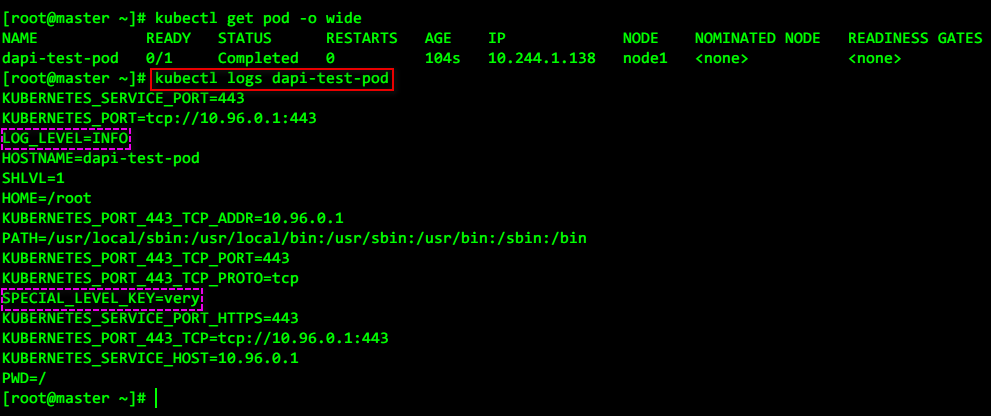 [root@master ~]# kubectl get pod -o wide
NAME READY STATUS RESTARTS AGE IP NODE NOMINATED NODE READINESS GATES
dapi-test-pod 0/1 Completed 0 104s 10.244.1.138 node1 <none> <none>
[root@master ~]# kubectl logs dapi-test-pod
KUBERNETES_SERVICE_PORT=443
KUBERNETES_PORT=tcp://10.96.0.1:443
LOG_LEVEL=INFO
HOSTNAME=dapi-test-pod
SHLVL=1
HOME=/root
KUBERNETES_PORT_443_TCP_ADDR=10.96.0.1
PATH=/usr/local/sbin:/usr/local/bin:/usr/sbin:/usr/bin:/sbin:/bin
KUBERNETES_PORT_443_TCP_PORT=443
KUBERNETES_PORT_443_TCP_PROTO=tcp
SPECIAL_LEVEL_KEY=very
KUBERNETES_SERVICE_PORT_HTTPS=443
KUBERNETES_PORT_443_TCP=tcp://10.96.0.1:443
KUBERNETES_SERVICE_HOST=10.96.0.1
PWD=/
[root@master ~]#